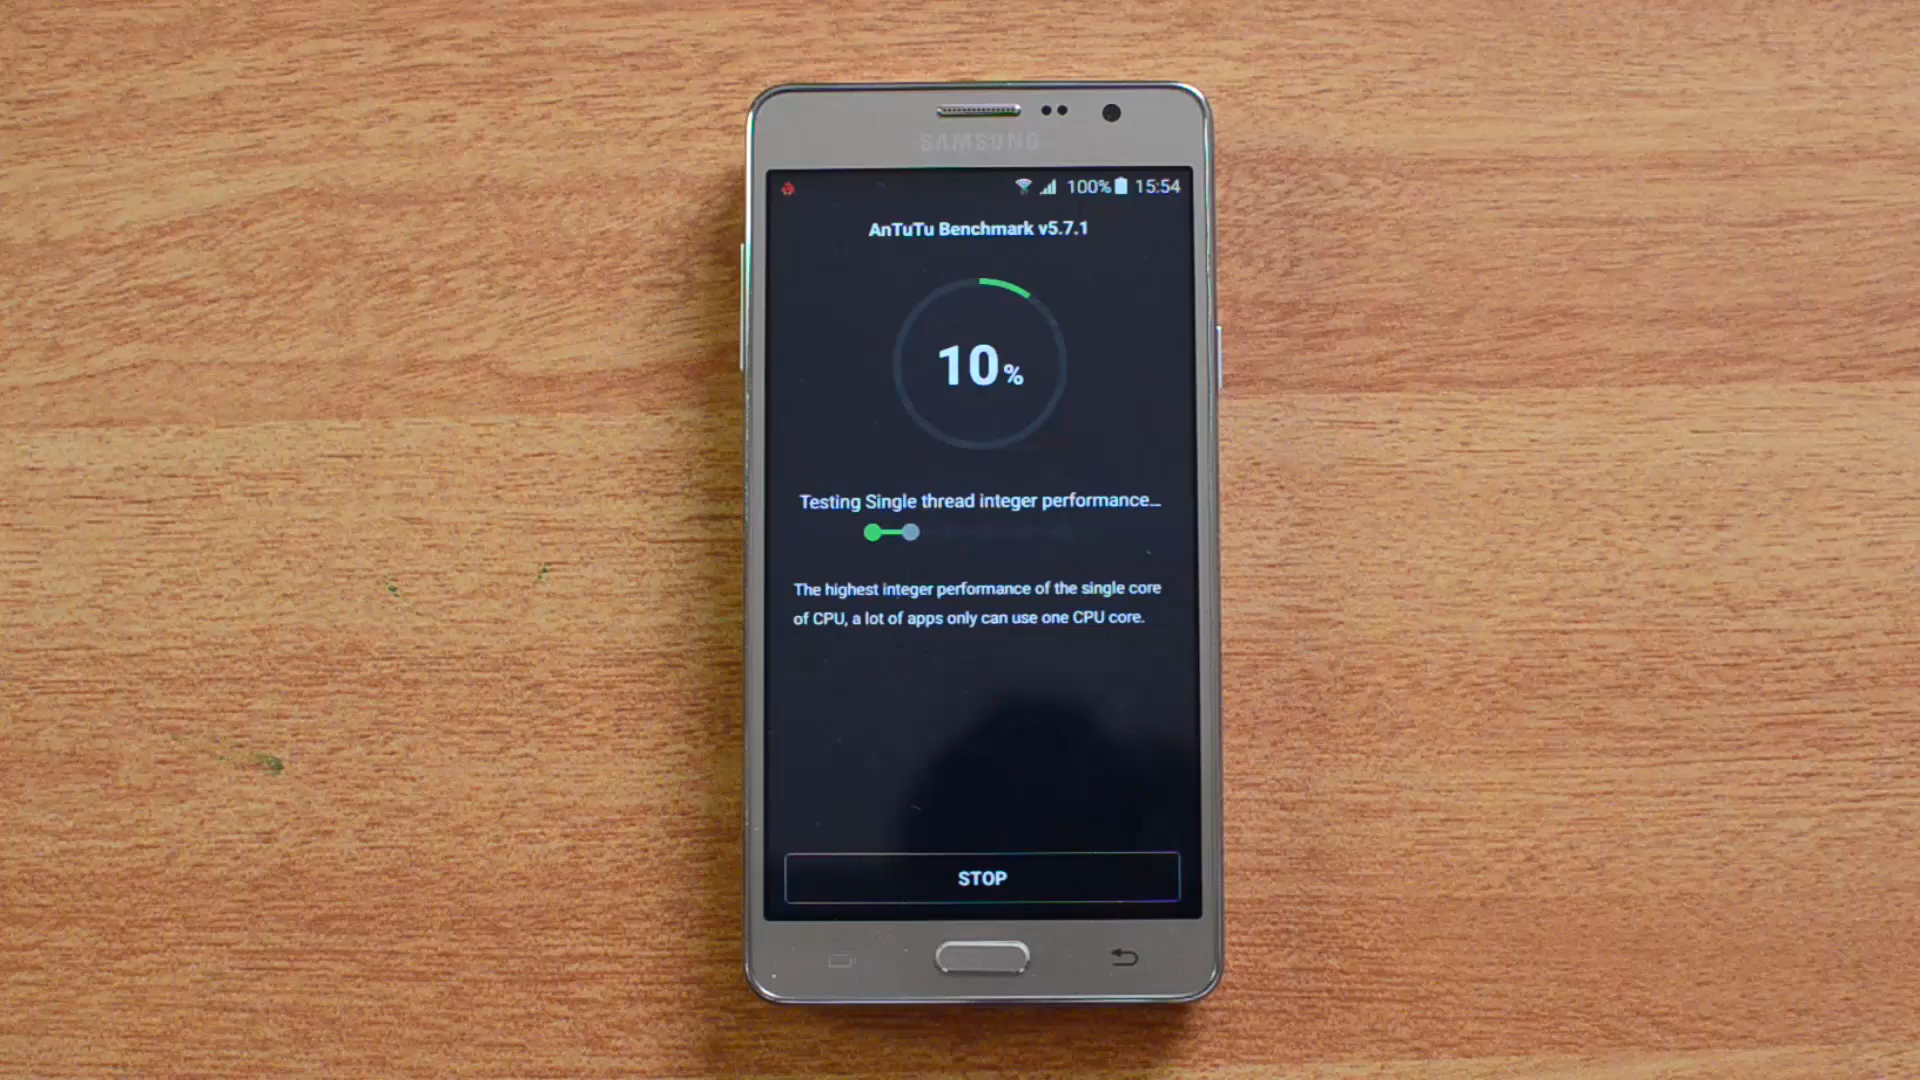 SAMSUNG
100% 15:54
AnTuTu Benchmark v5.7.1
10%
Testing Single thread integer performance...
The highest integer performance of the single core
of CPU, a lot of apps only can use one CPU core.
STOP